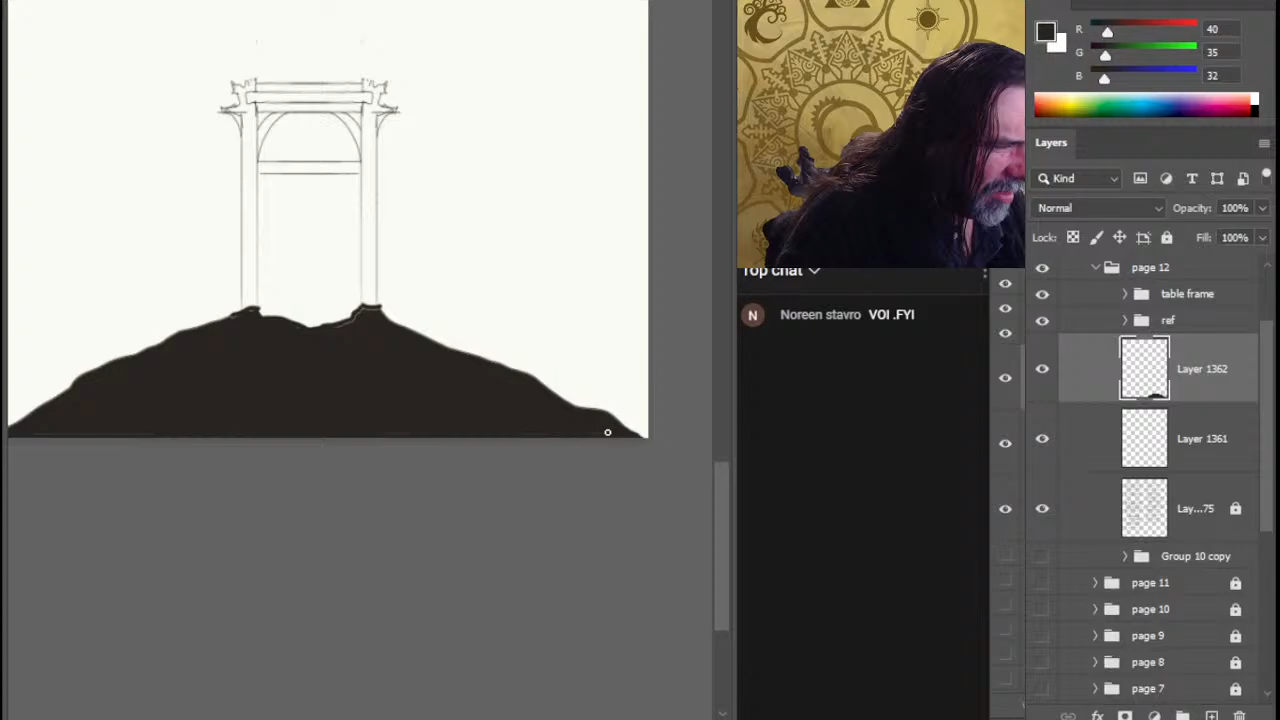 R 40
G 35
B 32
Layers
Kind
Normal Opacity: 100%
Lock: Fill: 100%
page 12
table frame
ref
Layer 1362
Layer 1361
Lay...75
Group 10 copy
page 11
page 10
page 9
page 8
page 7
fx
Top chat
N Noreen stavro VOI .FYI